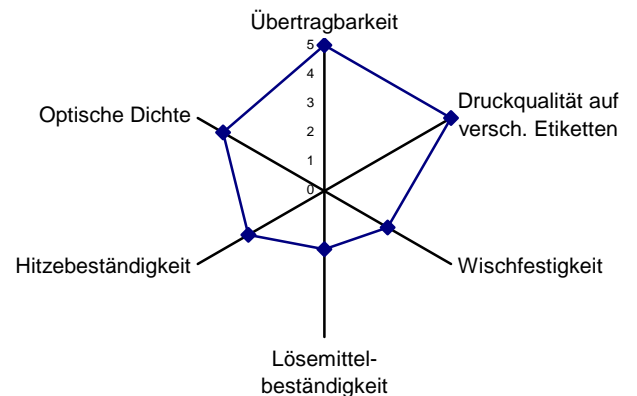 Übertragbarkeit
5
4
3
2
1
0
Druckqualität auf
versch. Etiketten
Wischfestigkeit
Lösemittel-
beständigkeit
Hitzebeständigkeit
Optische Dichte